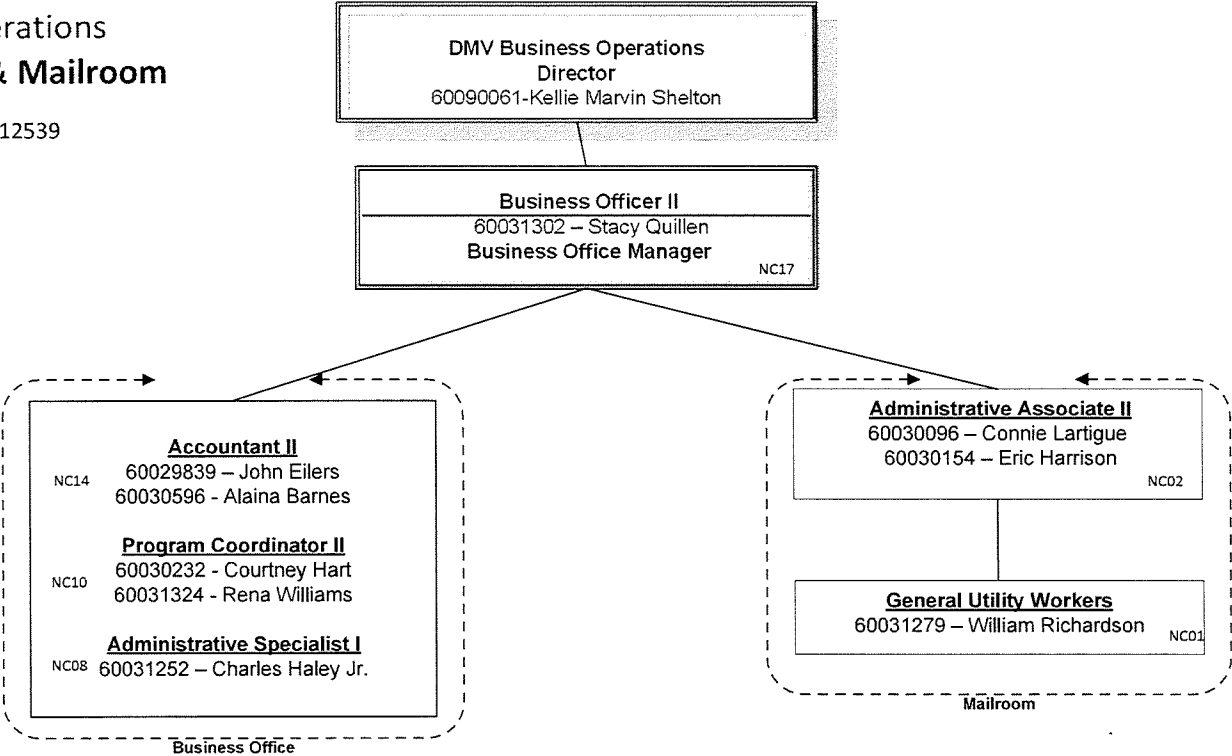 erations
& Mailroom
12539
DMV Business Operations
Director
60090061-Kellie Marvin Shelton
Business Officer II
60031302 – Stacy Quillen
Business Office Manager
NC17
Accountant II
NC14
60029839 – John Eilers
60030596 - Alaina Barnes
Program Coordinator II
NC10
60030232 - Courtney Hart
60031324 - Rena Williams
Administrative Specialist I
NC08 60031252 – Charles Haley Jr.
Business Office
Administrative Associate II
60030096 – Connie Lartigue
60030154 – Eric Harrison
NC02
General Utility Workers
60031279 – William Richardson
NC01
Mailroom